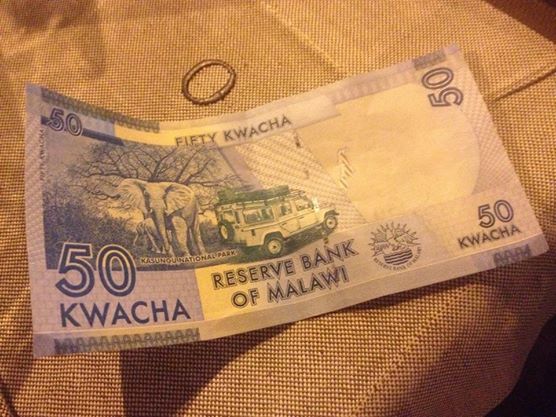 50
FIFTY KWACHA
50
KASUNGU NATIONAL PARK
50
KWACHA
RESERVE BANK
OF MALAWI
50
KWACHA